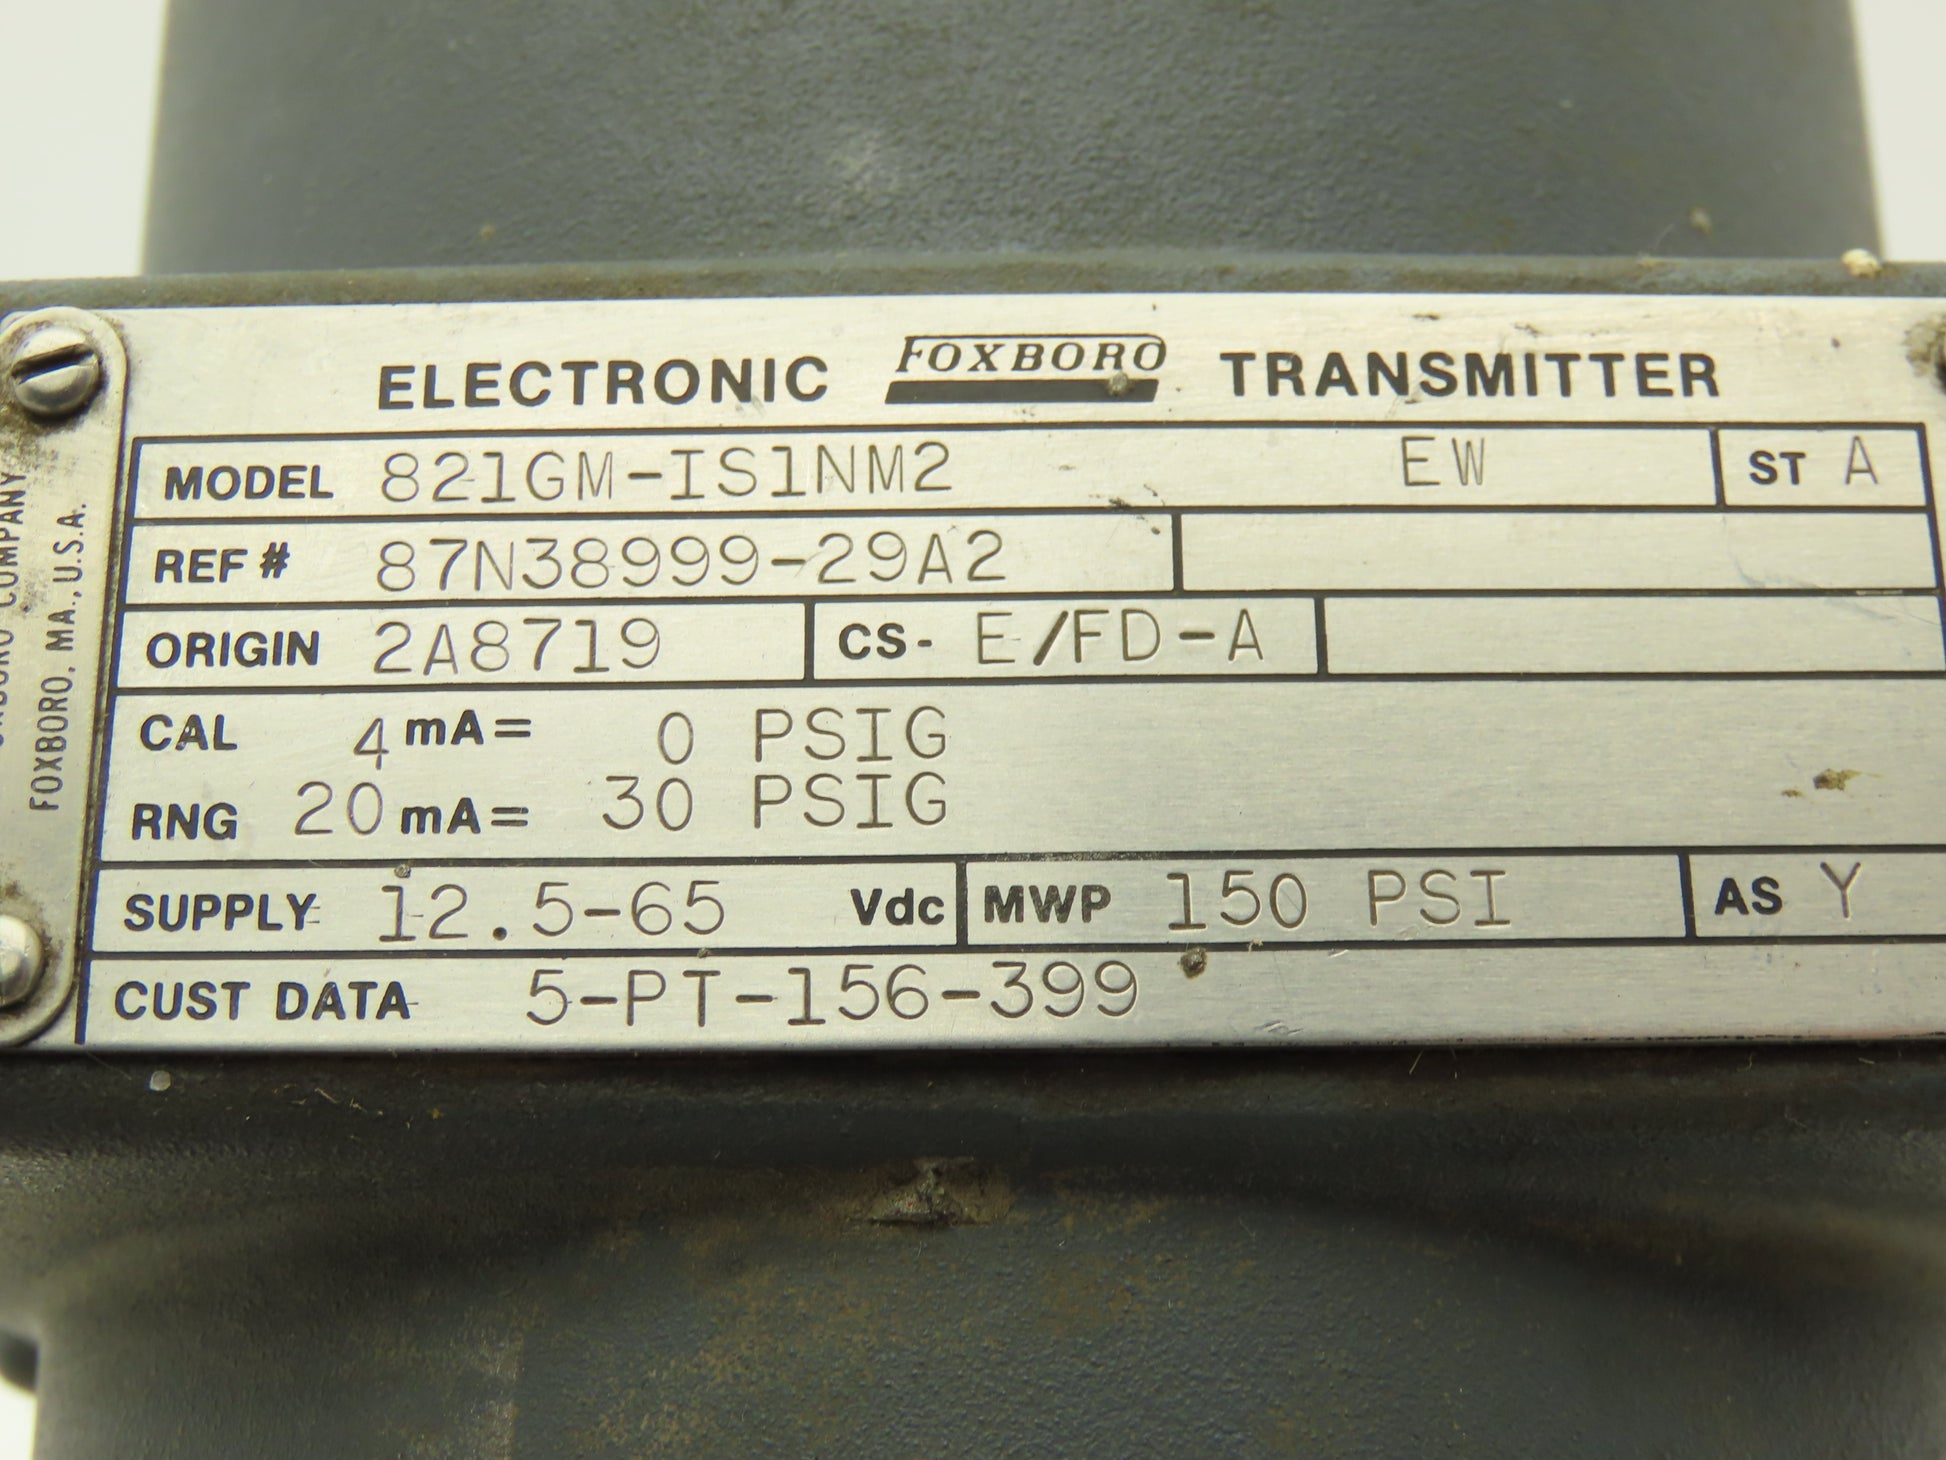 ELECTRONIC FOXBORO TRANSMITTER
MODEL 821GM-IS1NM2 EW ST A
REF # 87N38999-29A2
ORIGIN 2A8719 CS- E/FD-A
CAL 4 mA= 0 PSIG
RNG 20 mA= 30 PSIG
SUPPLY 12.5-65 Vdc MWP 150 PSI AS Y
CUST DATA 5-PT-156-399
COMPANY
FOXBORO, MA., U.S.A.